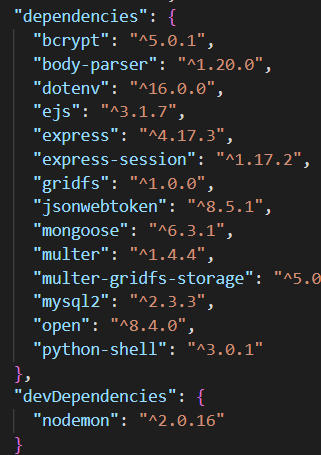 "dependencies": {
"bcrypt": "^5.0.1",
"body-parser": "^1.20.0",
"dotenv": "^16.0.0",
"ejs": "^3.1.7",
"express": "^4.17.3",
"express-session": "^1.17.2",
"gridfs": "^1.0.0",
"jsonwebtoken": "^8.5.1",
"mongoose": "^6.3.1",
"multer": "^1.4.4",
"multer-gridfs-storage": "^5.0
"mysql2": "^2.3.3",
"open": "^8.4.0",
"python-shell": "^3.0.1"
},
"devDependencies": {
"nodemon": "^2.0.16"
}